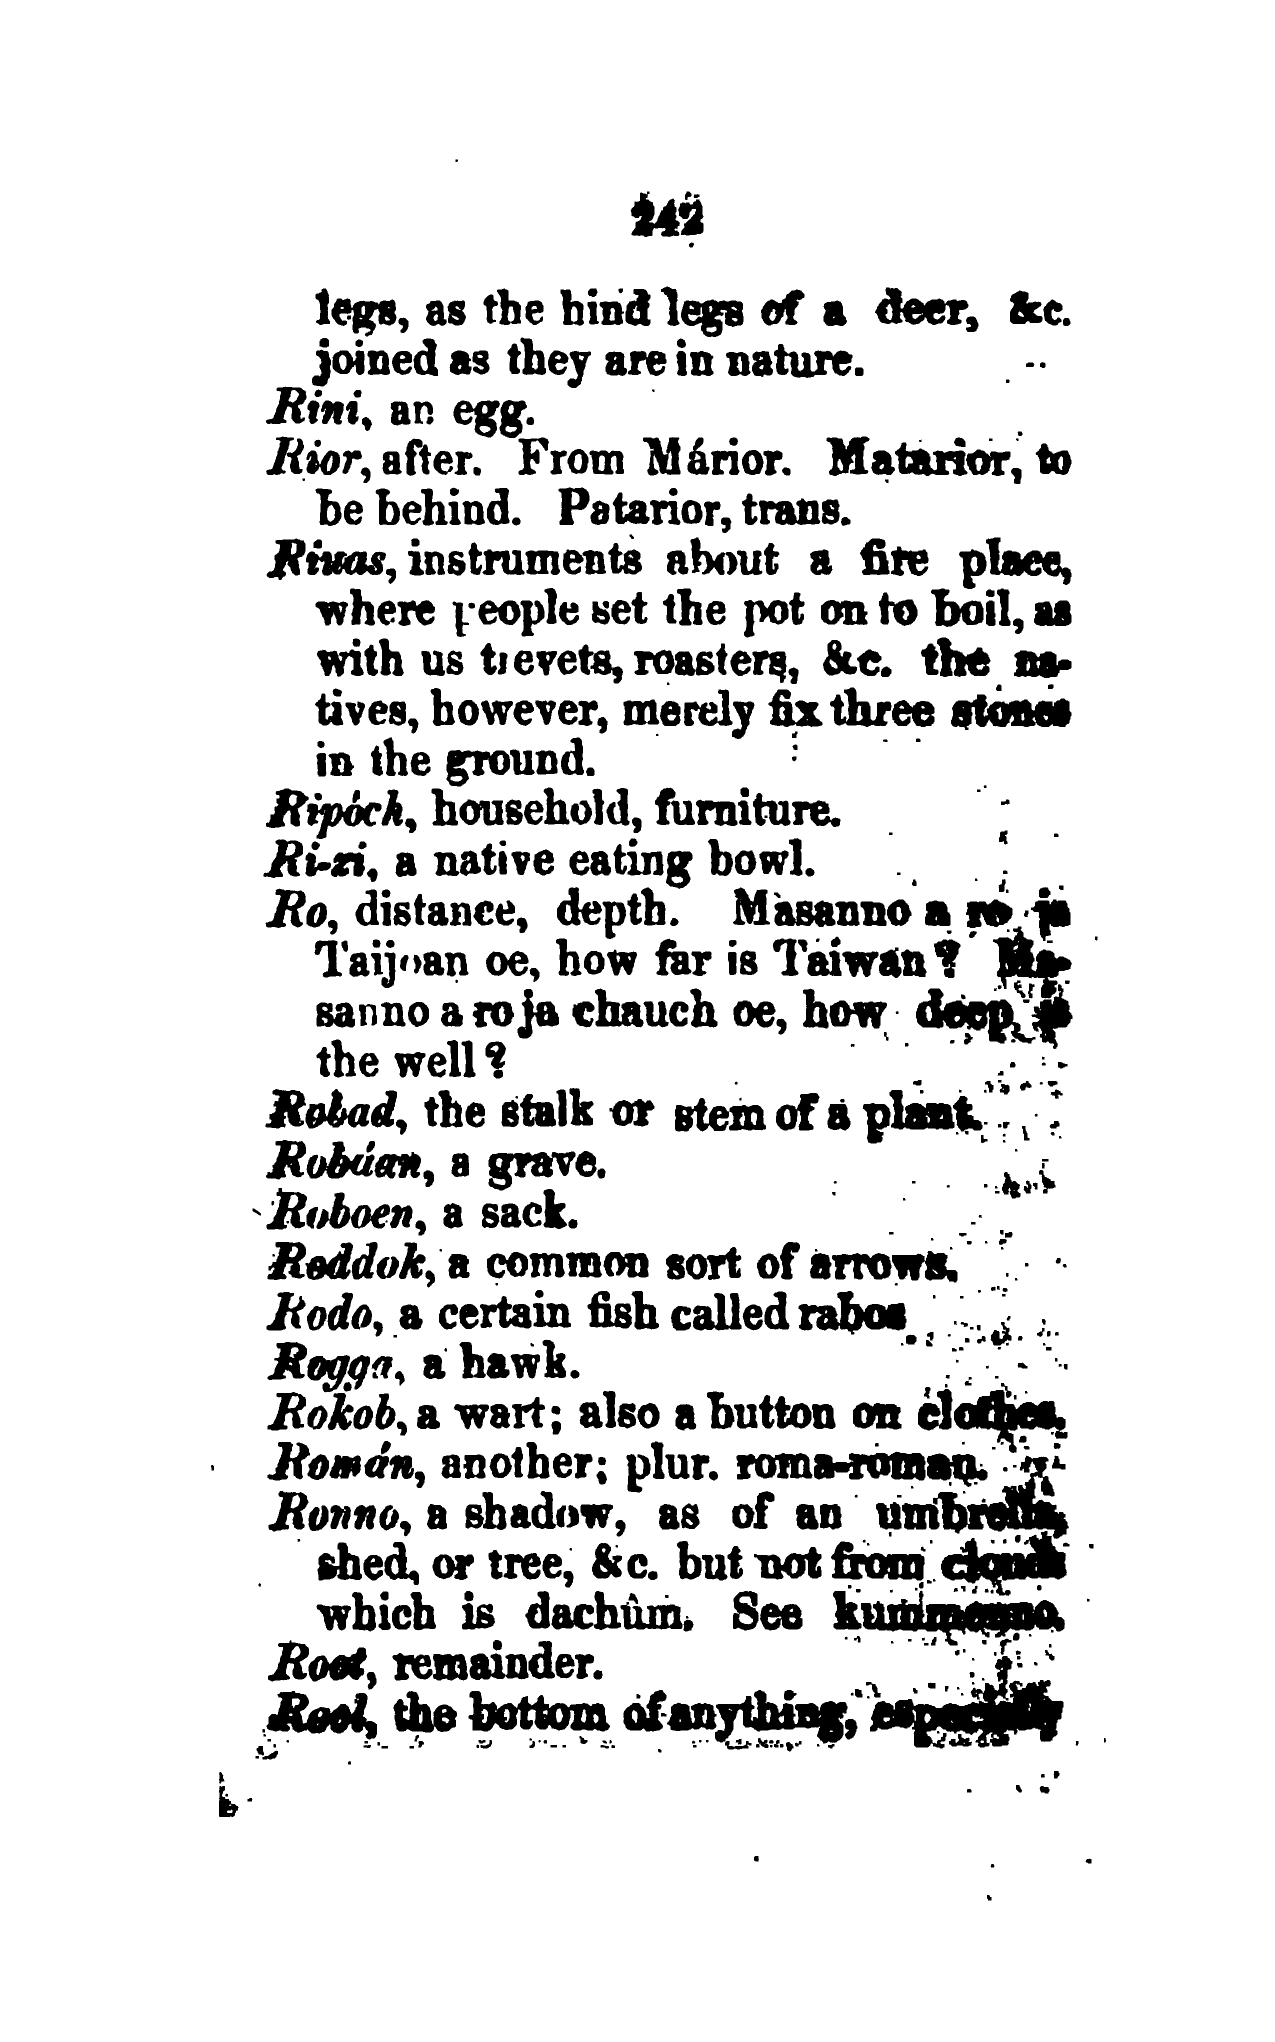 242
legs, as the hind legs of a deer, &c.
joined as they are in nature.
Rini, an egg.
Rior, after. From Márior. Matarior, to
be behind. Patarior, trans.
Riuas, instruments about a fire place,
where people set the pot on to boil, as
with us trevets, roasters, &c. the na-
tives, however, merely fix three stones
in the ground.
Ripóch, household, furniture.
Ri-zi, a native eating bowl.
Ro, distance, depth. Masanno a ro ja
Taijoan oe, how far is Taiwan? Ma-
sanno a ro ja chauch oe, how deep is
the well?
Robad, the stalk or stem of a plant.
Robúan, a grave.
Roboen, a sack.
Roddok, a common sort of arrows.
Rodo, a certain fish called rabos
Rogga, a hawk.
Rokob, a wart; also a button on clothes.
Román, another; plur. roma-roman.
Ronno, a shadow, as of an umbrella,
shed, or tree, &c. but not from clouds
which is dachûm. See
Root, remainder.
the bottom of anything, especially